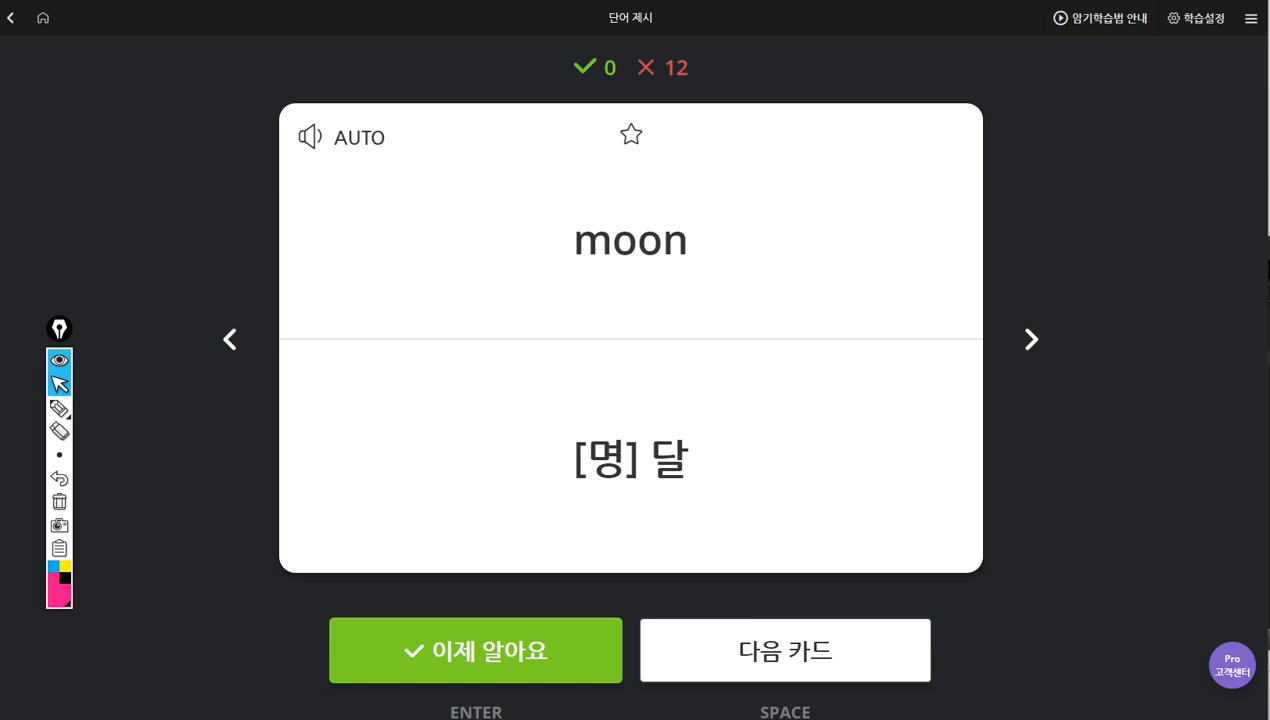 단어 제시
암기학습법 안내
학습설정
0
12
AUTO
moon
[명] 달
이제 알아요
다음 카드
ENTER
SPACE
Pro
고객센터